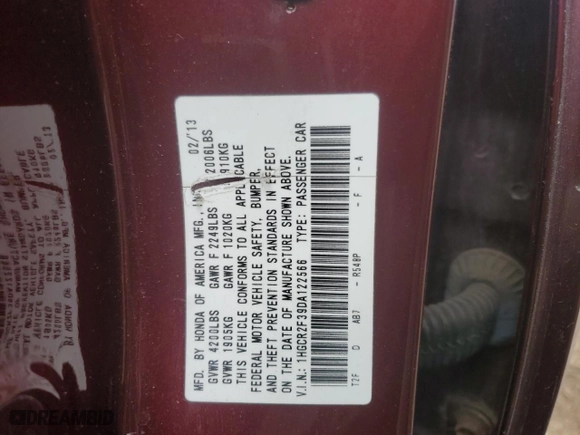 MFD. BY HONDA OF AMERICA MFG., INC. 02/'13
GVWR 4200LBS GAWR F 2249LBS 2006LBS
GVWR 1905KG GAWR F 1020KG 910KG
THIS VEHICLE CONFORMS TO ALL APPLICABLE
FEDERAL MOTOR VEHICLE SAFETY, BUMPER,
AND THEFT PREVENTION STANDARDS IN EFFECT
ON THE DATE OF MANUFACTURE SHOWN ABOVE.
V.I.N.: 1HGCR2F39DA122566 TYPE: PASSENGER CAR
T2F D AB7 - R548P - F - A
DREAMBID